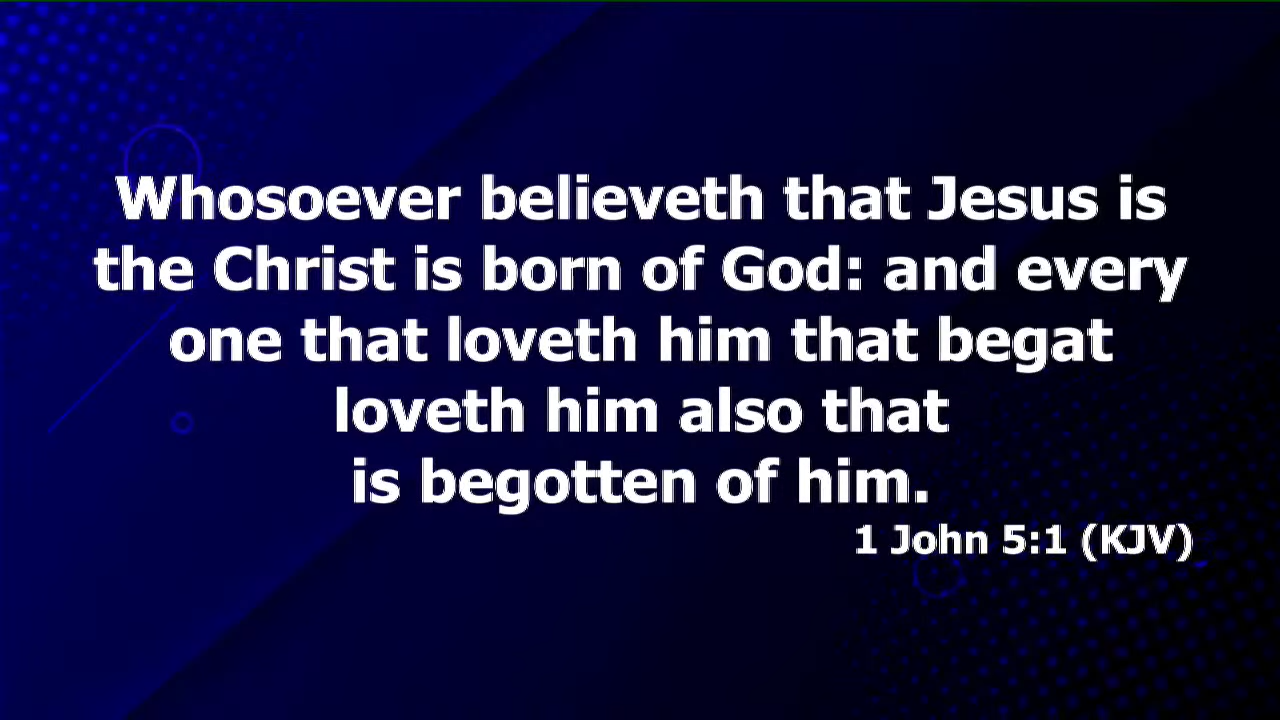 Whosoever believeth that Jesus is
the Christ is born of God: and every
one that loveth him that begat
loveth him also that
is begotten of him.
1 John 5:1 (KJV)